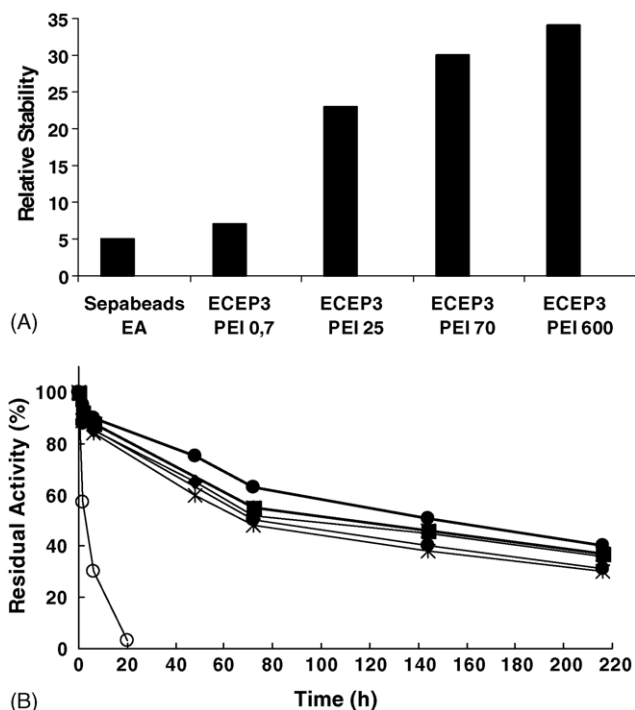 35
30
25
20
15
10
5
0
Relative Stability
Sepabeads ECEP3 ECEP3 ECEP3 ECEP3
EA PEI 0,7 PEI 25 PEI 70 PEI 600
(A)
100
80
60
40
20
0
Residual Activity (%)
0 20 40 60 80 100 120 140 160 180 200 220
Time (h)
(B)